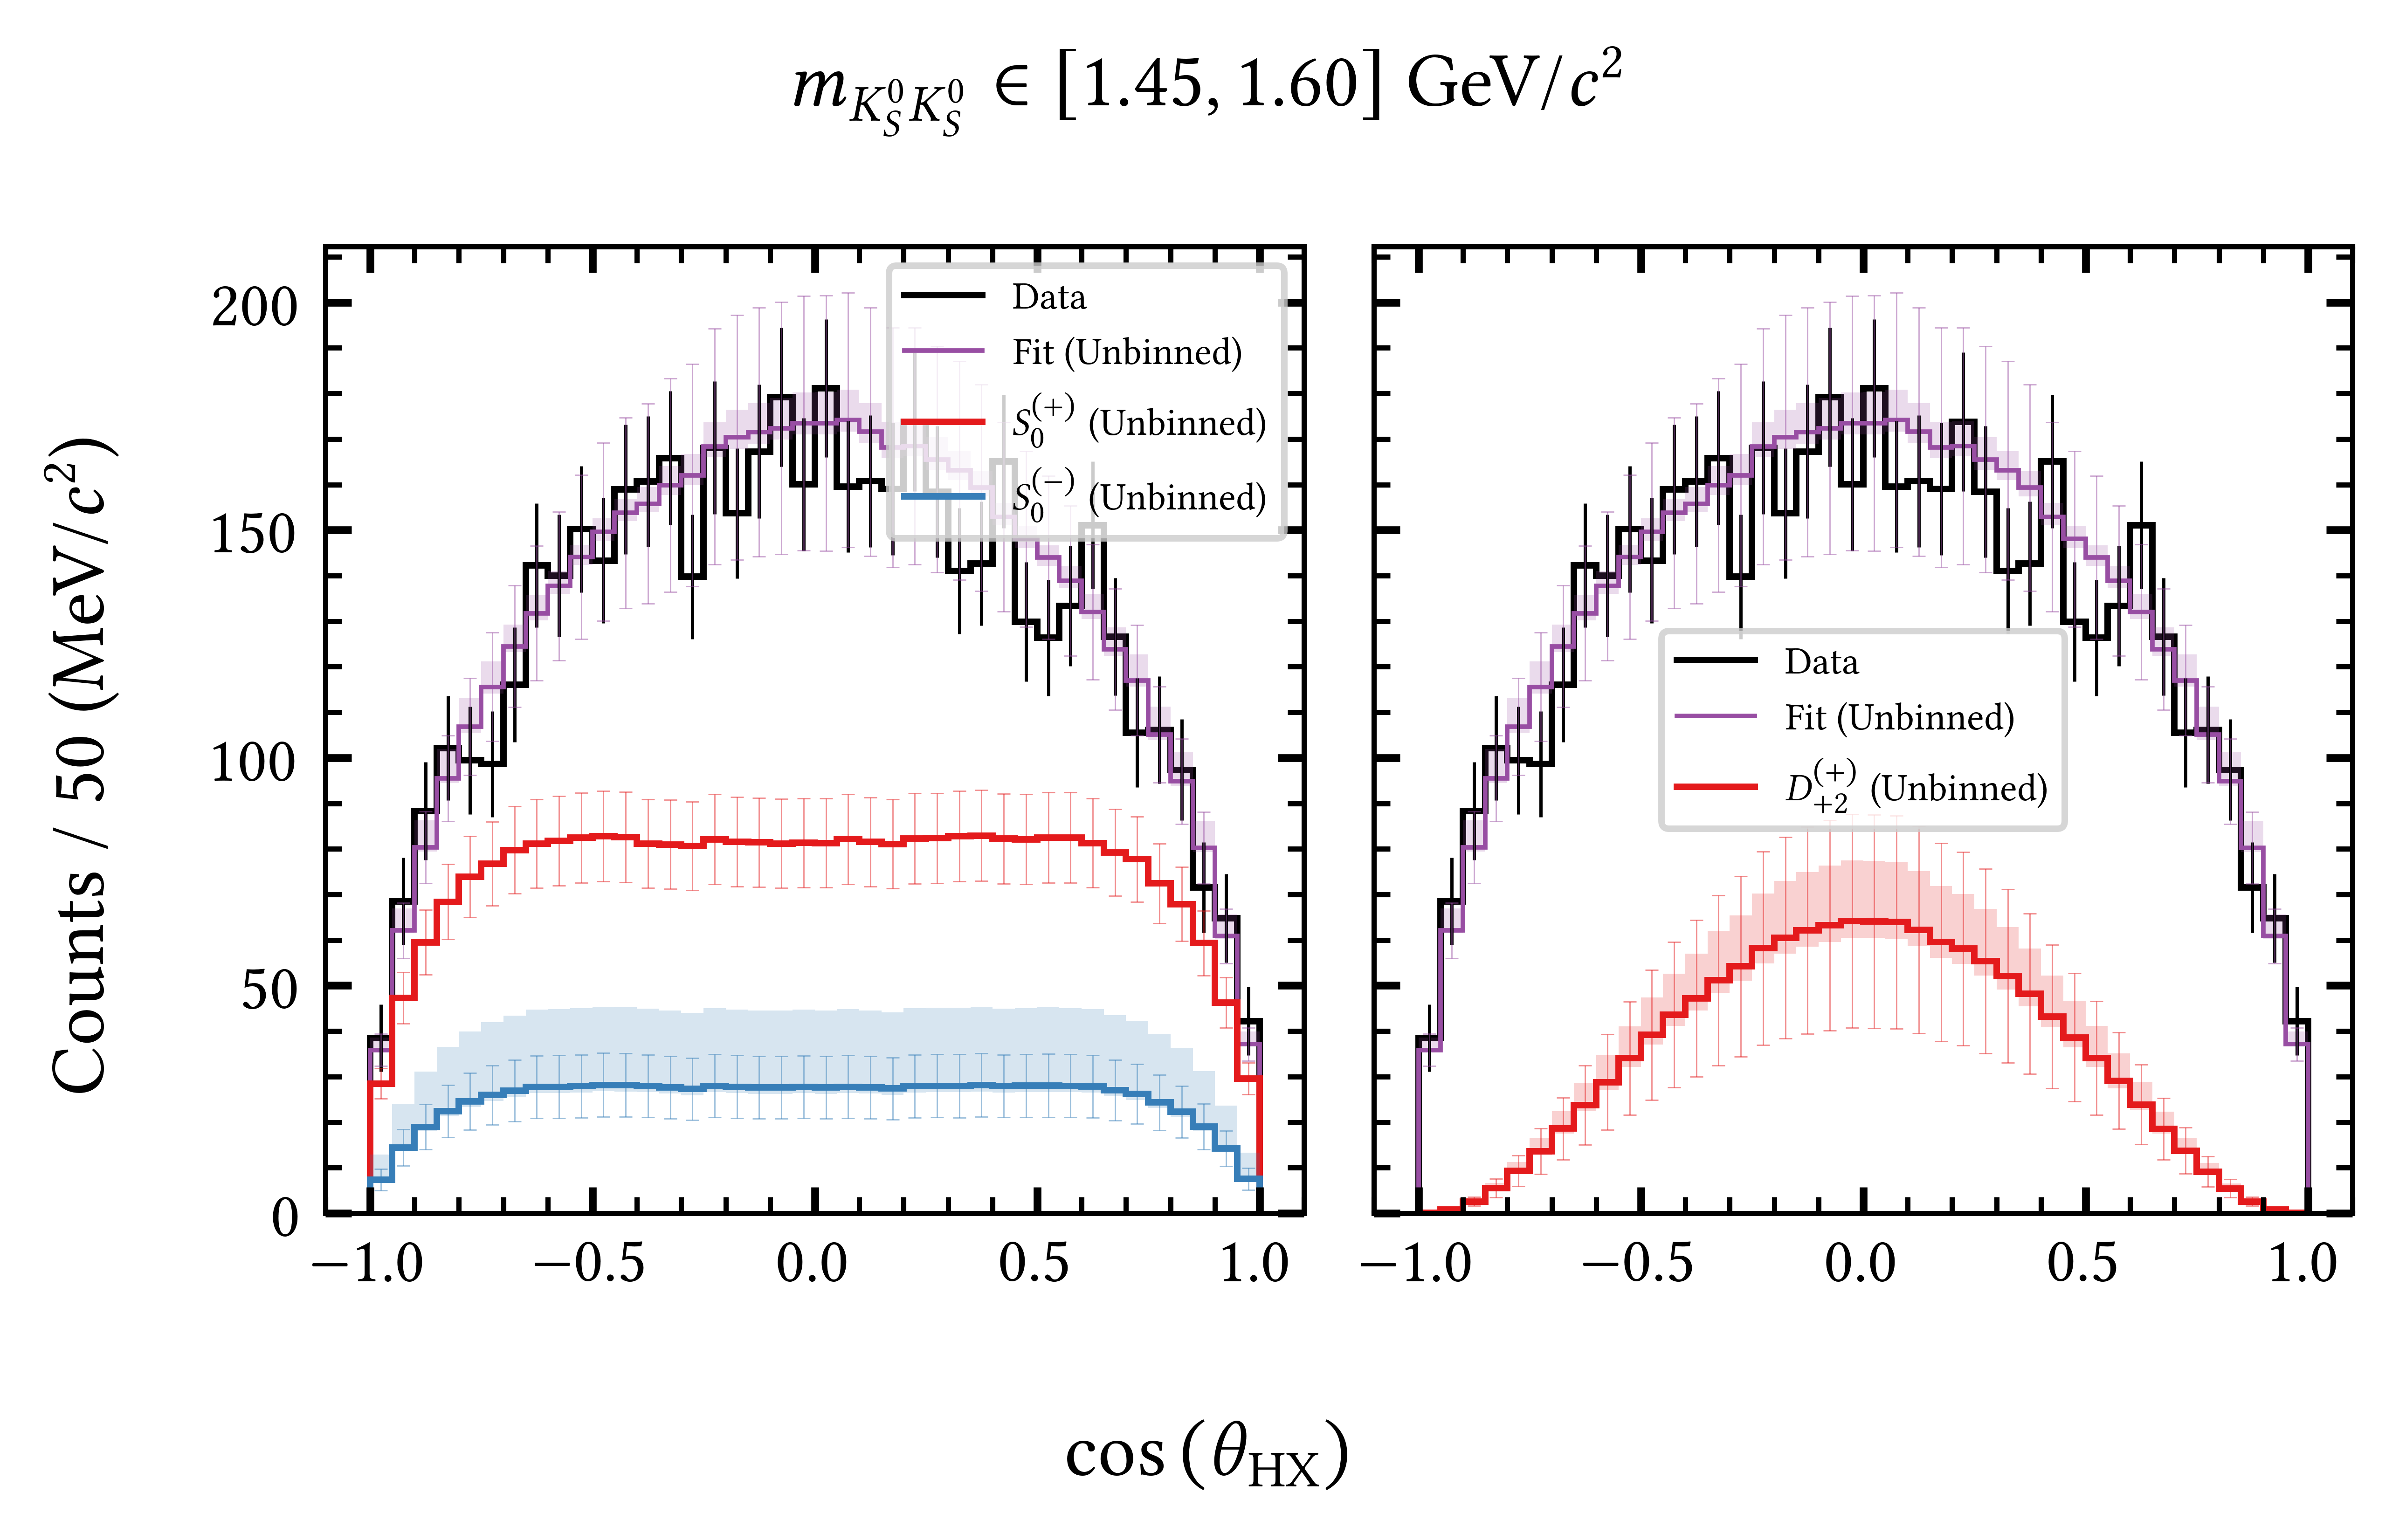 m_{K_S^0 K_S^0} ∈ [1.45, 1.60] GeV/c²
Counts / 50 (MeV/c²)
200
150
100
50
0
Data
Fit (Unbinned)
S_0^{(+)} (Unbinned)
S_0^{(−)} (Unbinned)
−1.0 −0.5 0.0 0.5 1.0
Data
Fit (Unbinned)
D_{+2}^{(+)} (Unbinned)
−1.0 −0.5 0.0 0.5 1.0
cos (θ_{HX})